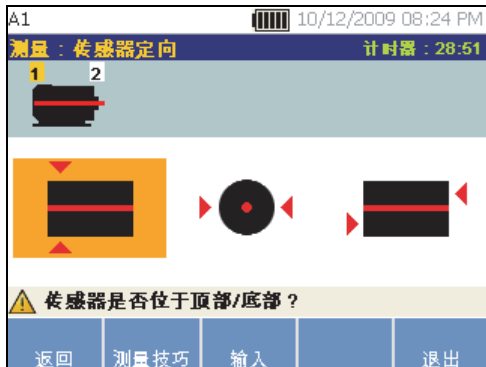 A1 10/12/2009 08:24 PM
测量：传感器定向 计时器：28:51
1 2
传感器是否位于顶部/底部？
返回 测量技巧 输入 退出